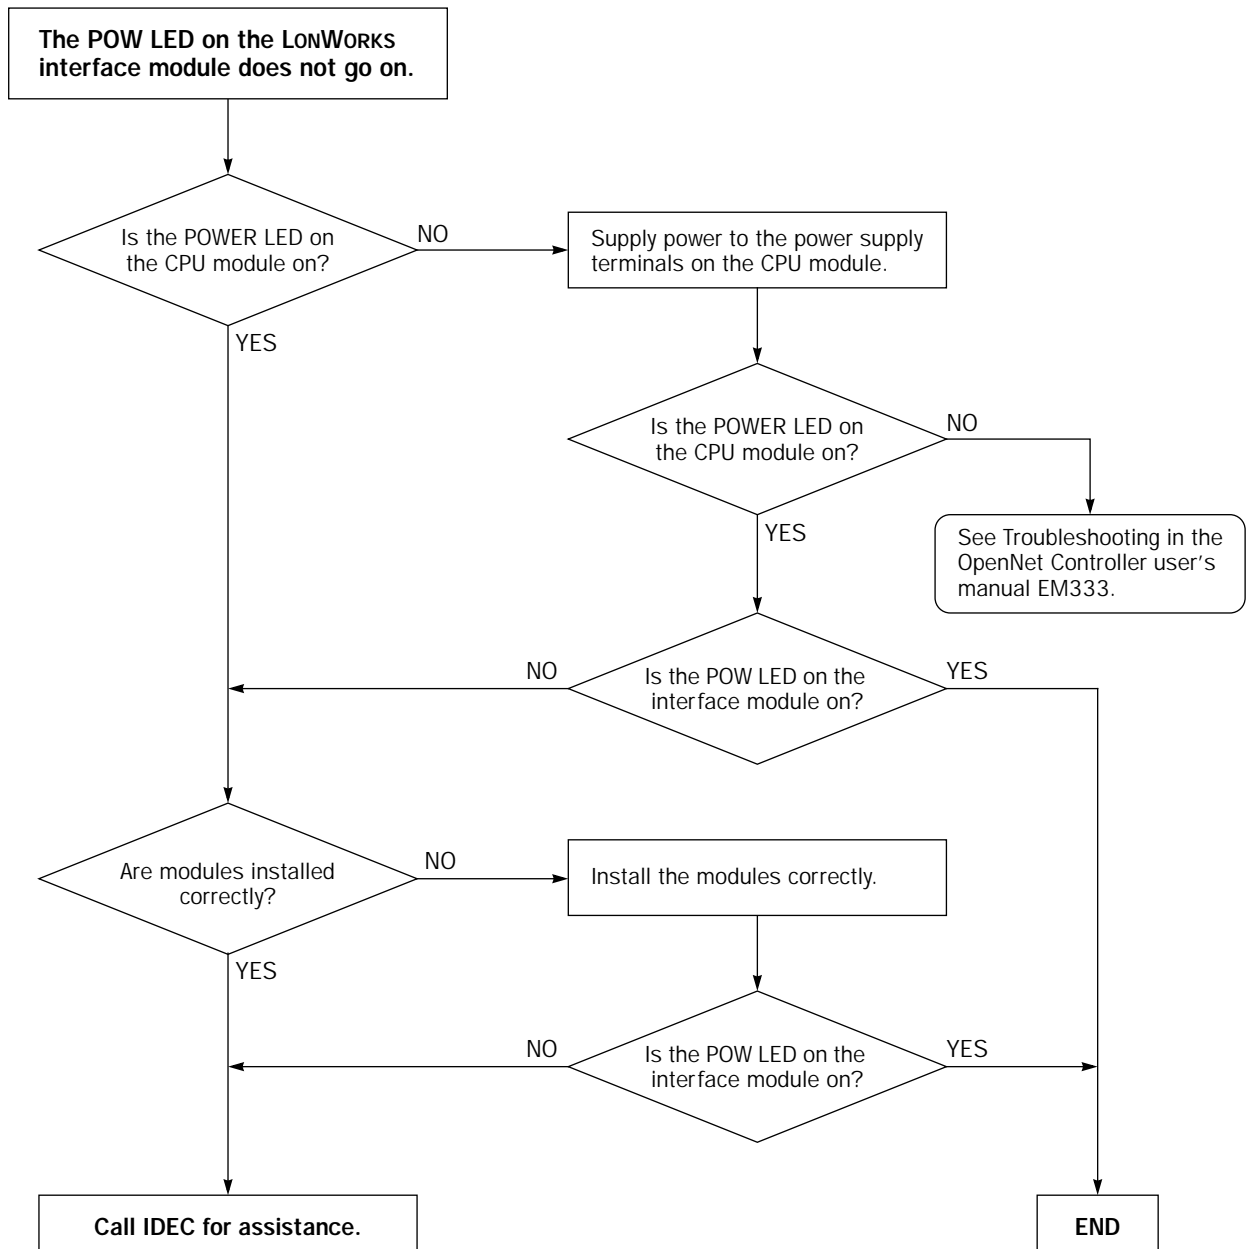 The POW LED on the LONWORKS
interface module does not go on.
Is the POWER LED on
the CPU module on?
NO
Supply power to the power supply
terminals on the CPU module.
YES
Is the POWER LED on
the CPU module on?
NO
YES
See Troubleshooting in the
OpenNet Controller user's
manual EM333.
NO
Is the POW LED on the
interface module on?
YES
Are modules installed
correctly?
NO
Install the modules correctly.
YES
NO
Is the POW LED on the
interface module on?
YES
Call IDEC for assistance.
END